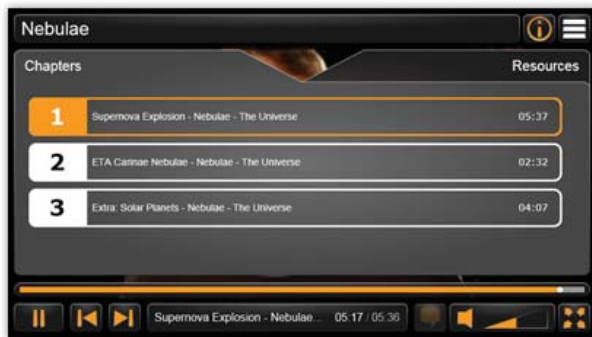 Nebulae
Chapters
Resources
1 Supernova Explosion - Nebulae - The Universe 05:37
2 ETA Carinae Nebulae - Nebulae - The Universe 02:32
3 Extra: Solar Planets - Nebulae - The Universe 04:07
Supernova Explosion - Nebulae... 05:17 / 05:36